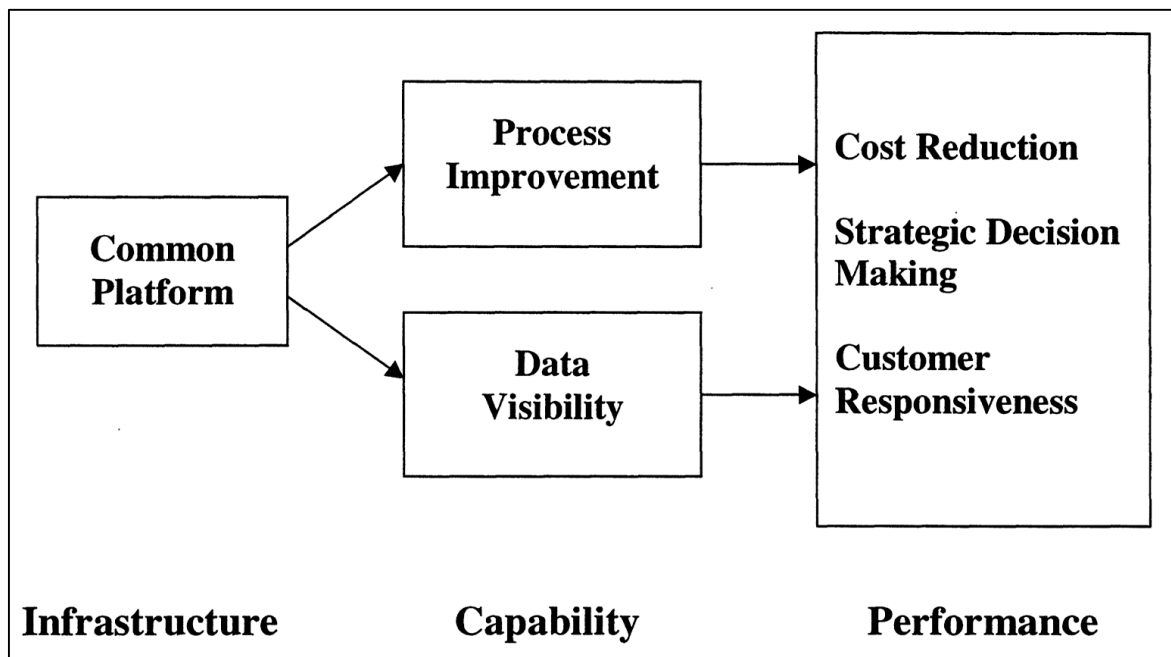 Common
Platform
Process
Improvement
Data
Visibility
Cost Reduction
Strategic Decision
Making
Customer
Responsiveness
Infrastructure
Capability
Performance